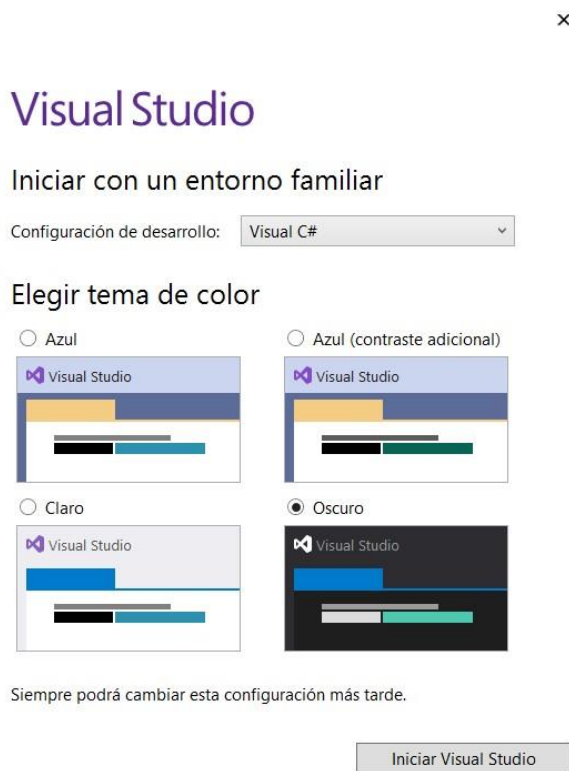 Visual Studio
Iniciar con un entorno familiar
Configuración de desarrollo: Visual C#
Elegir tema de color
Azul
Azul (contraste adicional)
Visual Studio
Visual Studio
Claro
Oscuro
Visual Studio
Visual Studio
Siempre podrá cambiar esta configuración más tarde.
Iniciar Visual Studio